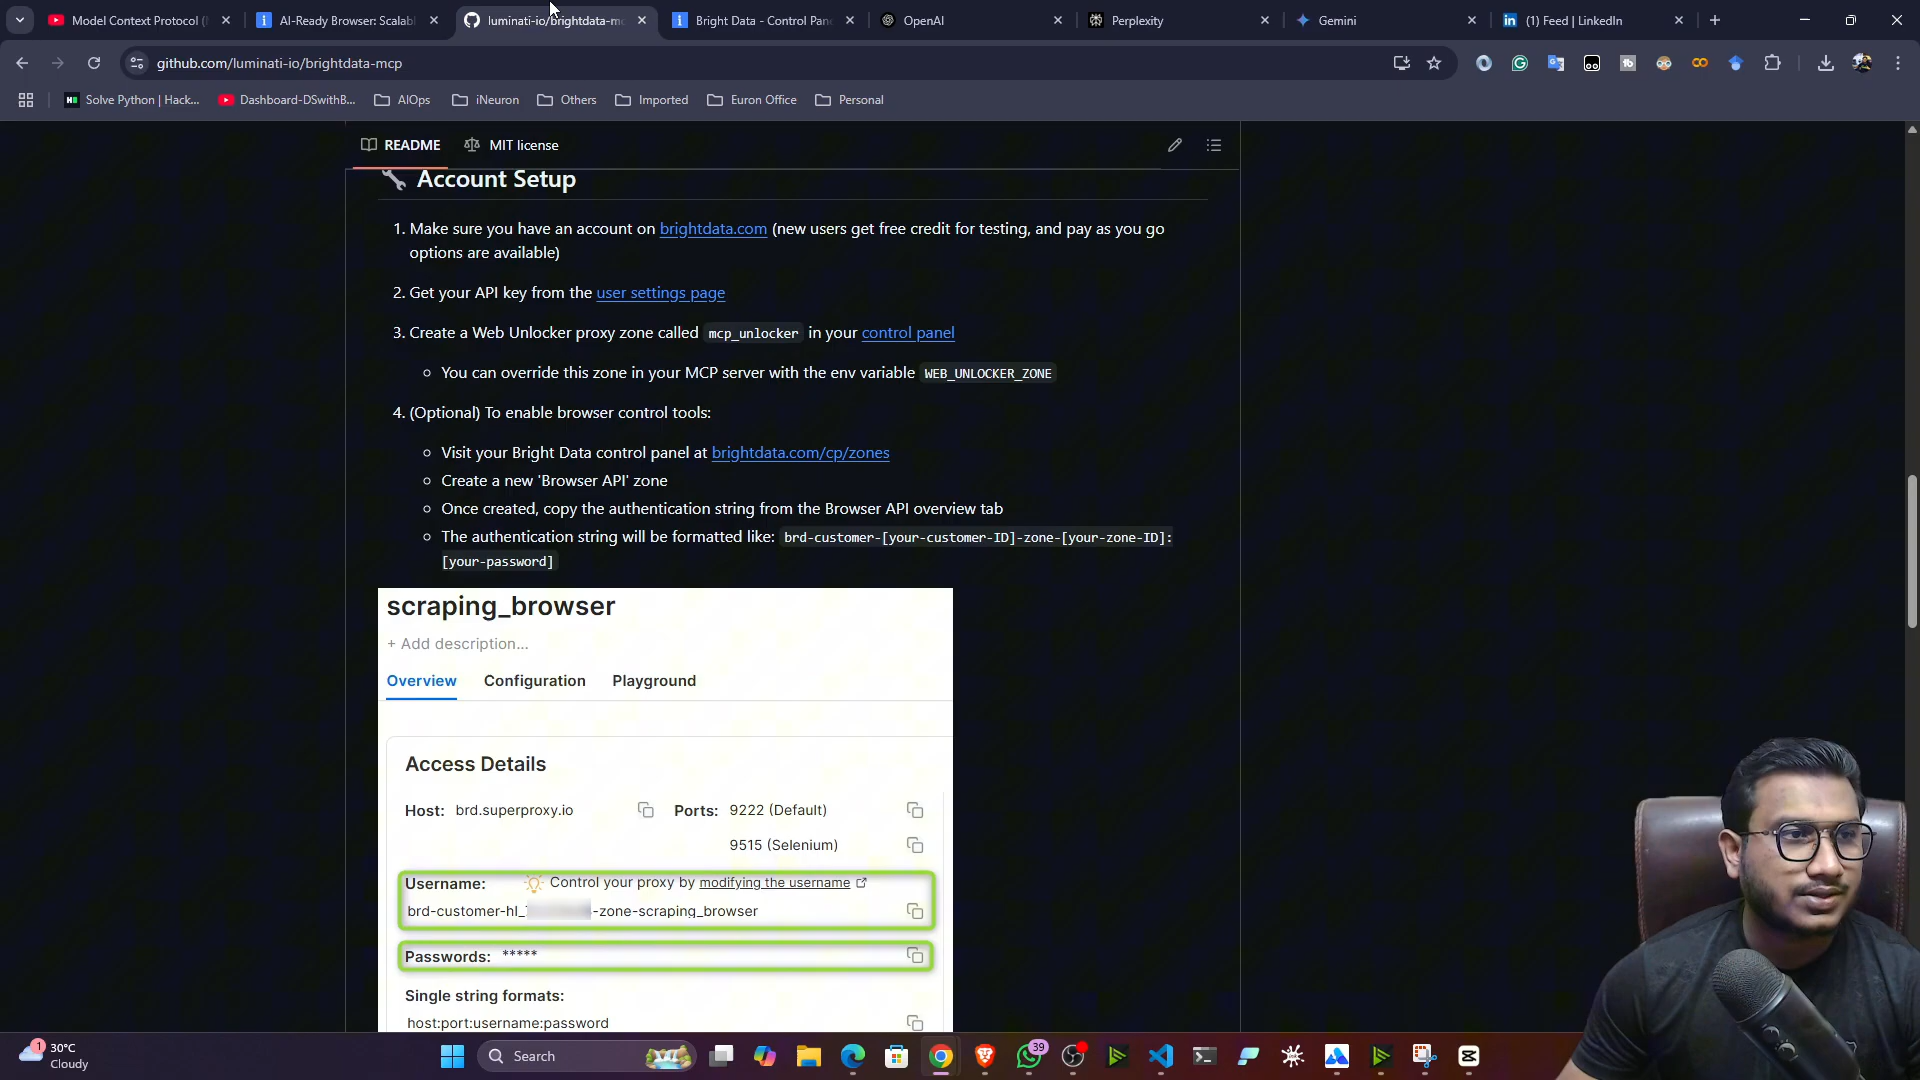 Model Context Protocol (
AI-Ready Browser: Scalabl
luminati-io/brightdata-mc
Bright Data - Control Pane
OpenAI
Perplexity
Gemini
(1) Feed | LinkedIn
github.com/luminati-io/brightdata-mcp
Solve Python | Hack...
Dashboard-DSwithB...
AIOps
iNeuron
Others
Imported
Euron Office
Personal
README
MIT license
Account Setup
1. Make sure you have an account on brightdata.com (new users get free credit for testing, and pay as you go
options are available)
2. Get your API key from the user settings page
3. Create a Web Unlocker proxy zone called mcp_unlocker in your control panel
You can override this zone in your MCP server with the env variable WEB_UNLOCKER_ZONE
4. (Optional) To enable browser control tools:
Visit your Bright Data control panel at brightdata.com/cp/zones
Create a new 'Browser API' zone
Once created, copy the authentication string from the Browser API overview tab
The authentication string will be formatted like: brd-customer-[your-customer-ID]-zone-[your-zone-ID]:
[your-password]
scraping_browser
+ Add description...
Overview Configuration Playground
Access Details
Host: brd.superproxy.io Ports: 9222 (Default)
9515 (Selenium)
Username: Control your proxy by modifying the username
brd-customer-hl_ -zone-scraping_browser
Passwords: *****
Single string formats:
host:port:username:password
1
30°C
Cloudy
Search
39